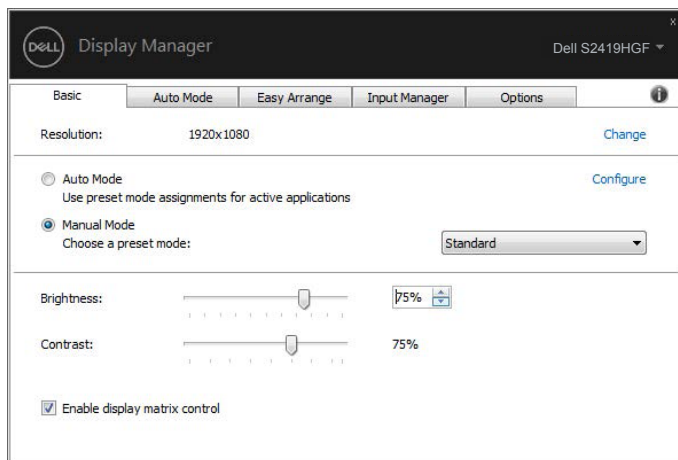 x
DELL Display Manager Dell S2419HGF
Basic Auto Mode Easy Arrange Input Manager Options i
Resolution: 1920x1080 Change
Auto Mode Configure
Use preset mode assignments for active applications
Manual Mode
Choose a preset mode: Standard
Brightness: 75%
Contrast: 75%
Enable display matrix control